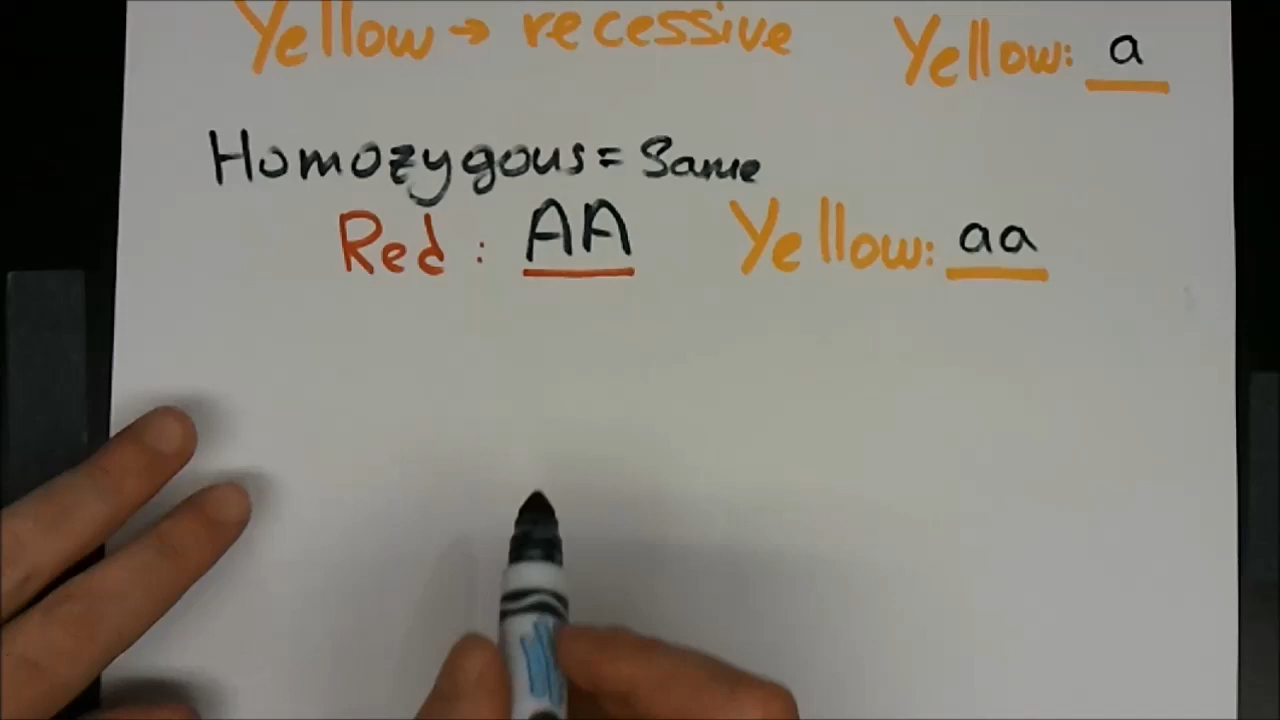 Yellow → recessive Yellow: a
Homozygous = Same
Red : AA Yellow: aa